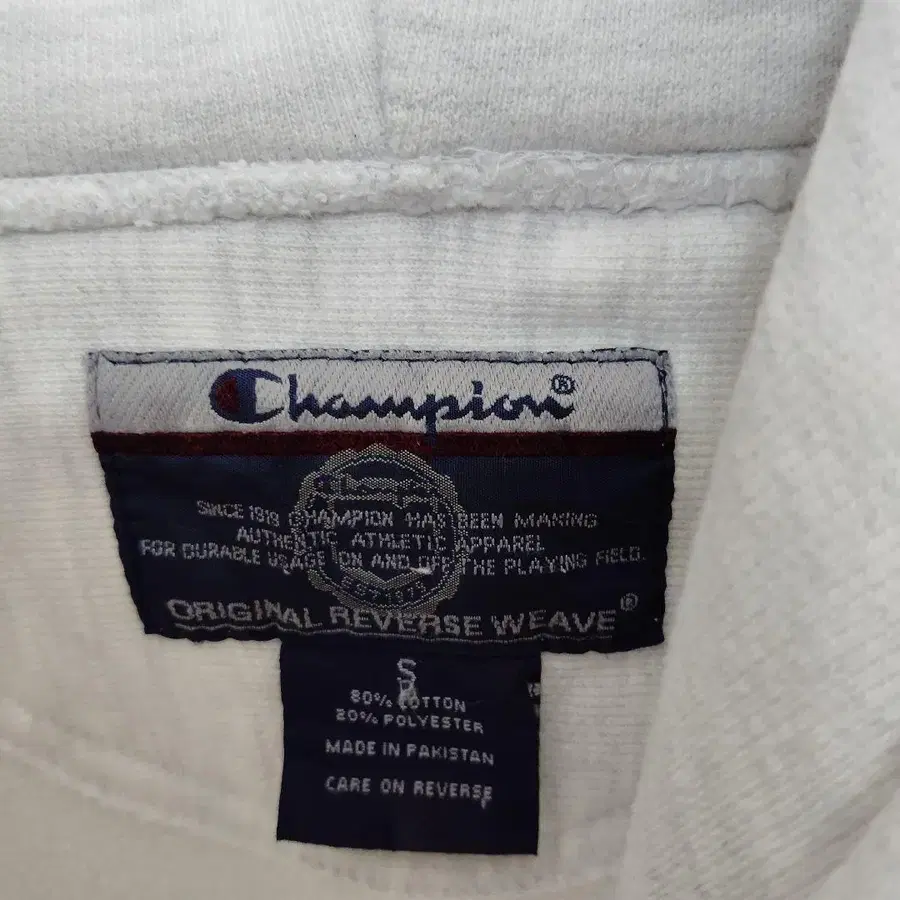 Champion®
SINCE 1919 CHAMPION HAS BEEN MAKING
AUTHENTIC ATHLETIC APPAREL
FOR DURABLE USAGE ON AND OFF THE PLAYING FIELD.
ORIGINAL REVERSE WEAVE®
S
80% COTTON
20% POLYESTER
MADE IN PAKISTAN
CARE ON REVERSE